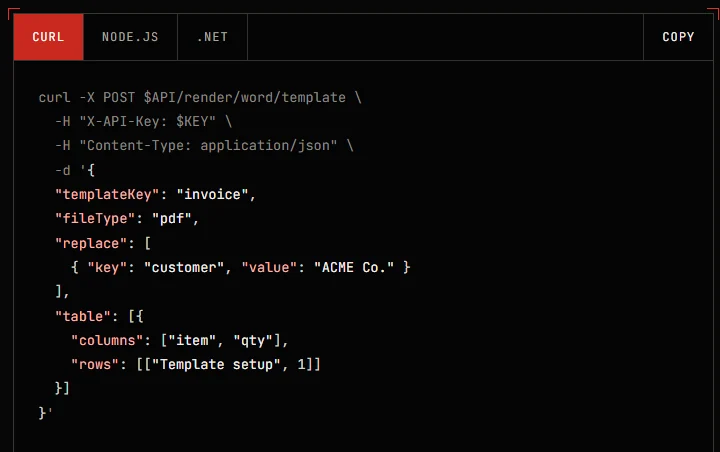 CURL NODE.JS .NET COPY
curl -X POST $API/render/word/template \
  -H "X-API-Key: $KEY" \
  -H "Content-Type: application/json" \
  -d '{
  "templateKey": "invoice",
  "fileType": "pdf",
  "replace": [
    { "key": "customer", "value": "ACME Co." }
  ],
  "table": [{
    "columns": ["item", "qty"],
    "rows": [["Template setup", 1]]
  }]
}'